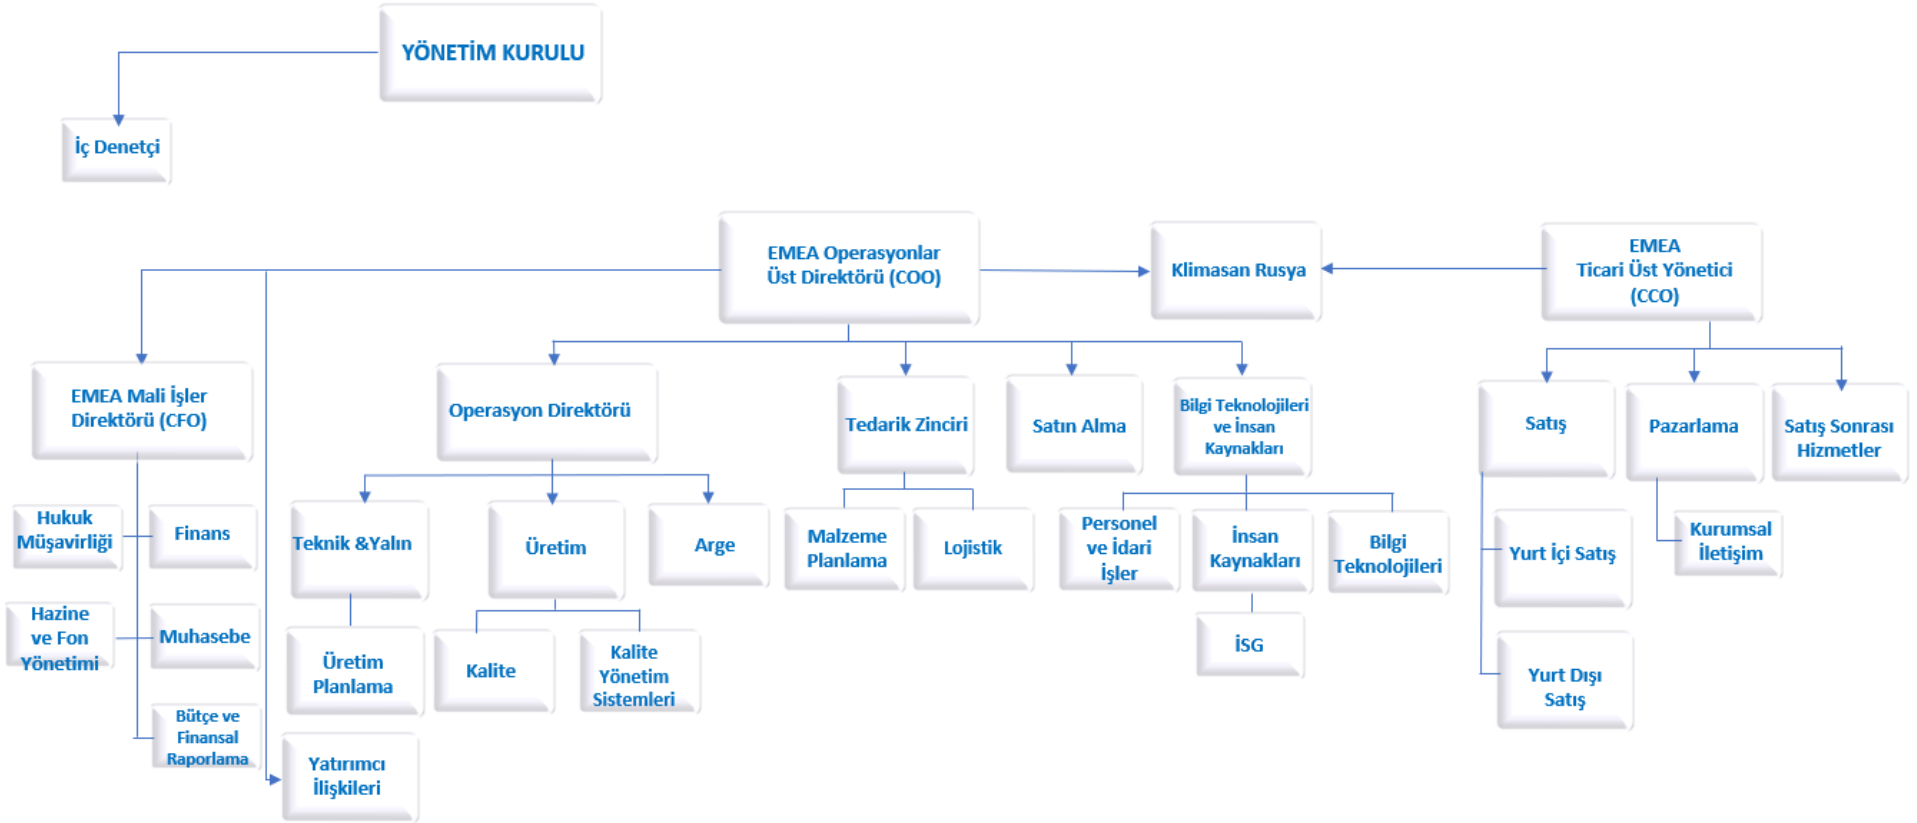 YÖNETİM KURULU
İç Denetçi
EMEA Operasyonlar
Üst Direktörü (COO)
Klimasan Rusya
EMEA
Ticari Üst Yönetici
(CCO)
EMEA Mali İşler
Direktörü (CFO)
Operasyon Direktörü
Tedarik Zinciri
Satın Alma
Bilgi Teknolojileri
ve İnsan
Kaynakları
Satış
Pazarlama
Satış Sonrası
Hizmetler
Hukuk
Müşavirliği
Finans
Teknik &Yalın
Üretim
Arge
Malzeme
Planlama
Lojistik
Personel
ve İdari
İşler
İnsan
Kaynakları
Bilgi
Teknolojileri
Yurt İçi Satış
Kurumsal
İletişim
Hazine
ve Fon
Yönetimi
Muhasebe
Üretim
Planlama
Kalite
Kalite
Yönetim
Sistemleri
İSG
Yurt Dışı
Satış
Bütçe ve
Finansal
Raporlama
Yatırımcı
İlişkileri